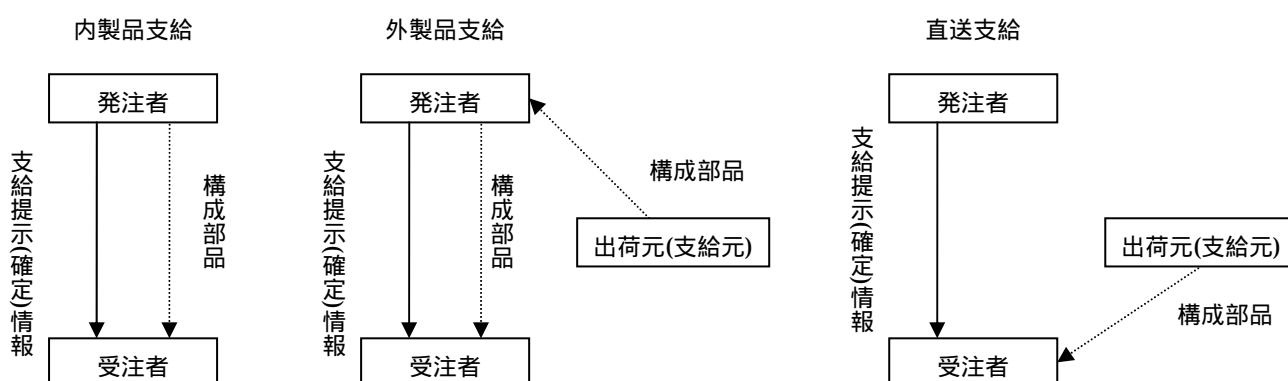 内製品支給
発注者
支給提示(確定)情報
構成部品
受注者
外製品支給
発注者
支給提示(確定)情報
構成部品
構成部品
出荷元(支給元)
受注者
直送支給
発注者
支給提示(確定)情報
出荷元(支給元)
構成部品
受注者